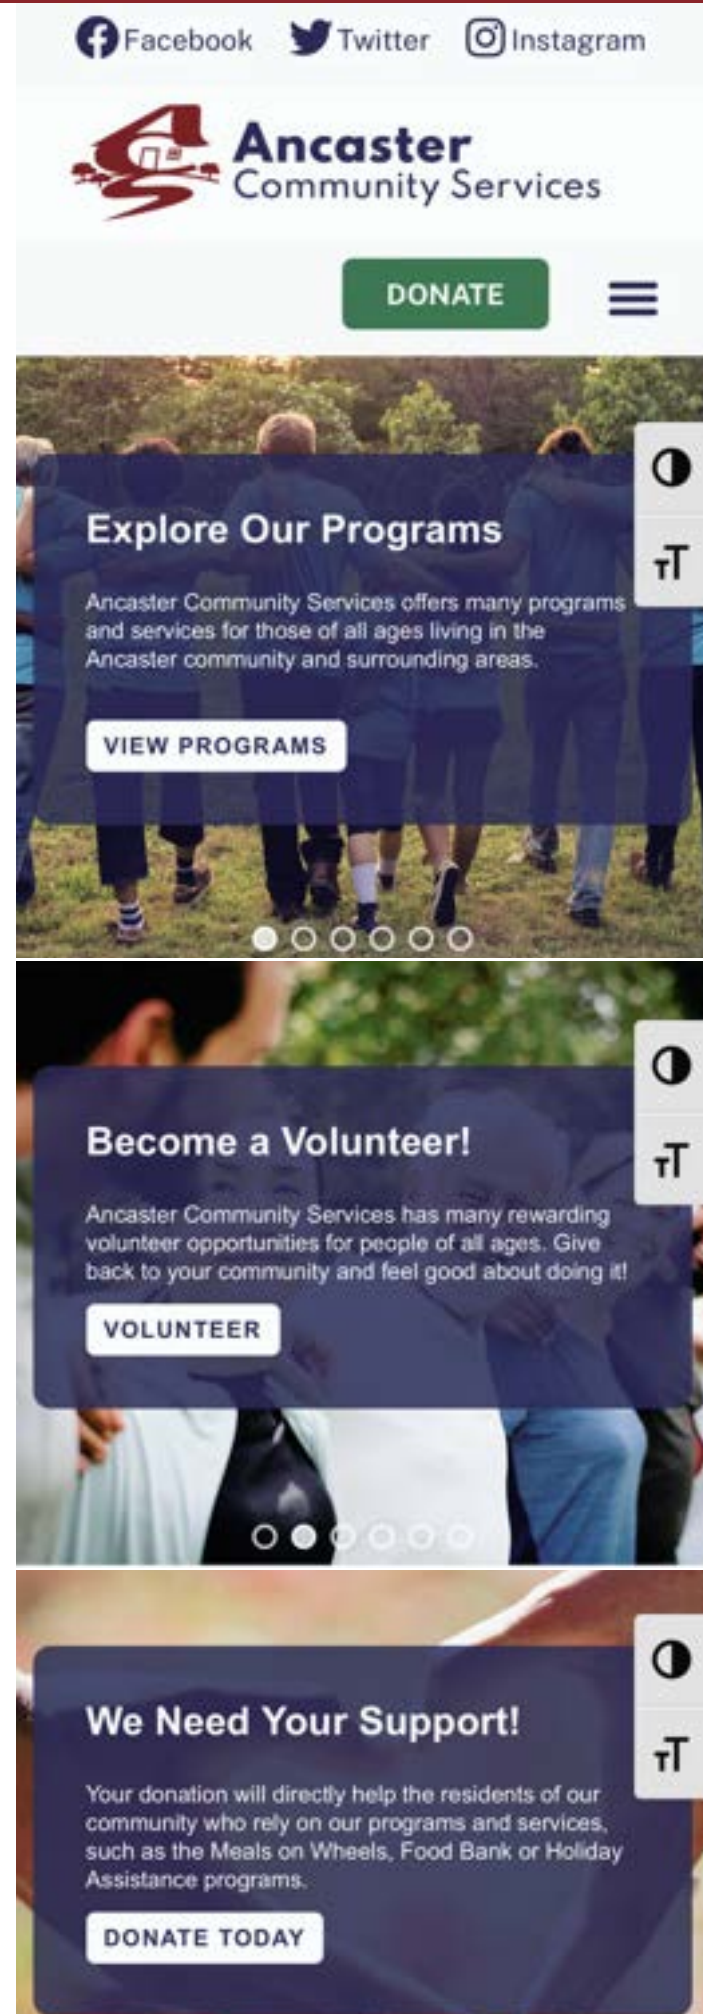 Facebook Twitter Instagram
Ancaster
Community Services
DONATE
Explore Our Programs
Ancaster Community Services offers many programs
and services for those of all ages living in the
Ancaster community and surrounding areas.
VIEW PROGRAMS
TT
Become a Volunteer!
Ancaster Community Services has many rewarding
volunteer opportunities for people of all ages. Give
back to your community and feel good about doing it!
VOLUNTEER
TT
We Need Your Support!
Your donation will directly help the residents of our
community who rely on our programs and services,
such as the Meals on Wheels, Food Bank or Holiday
Assistance programs.
DONATE TODAY
TT